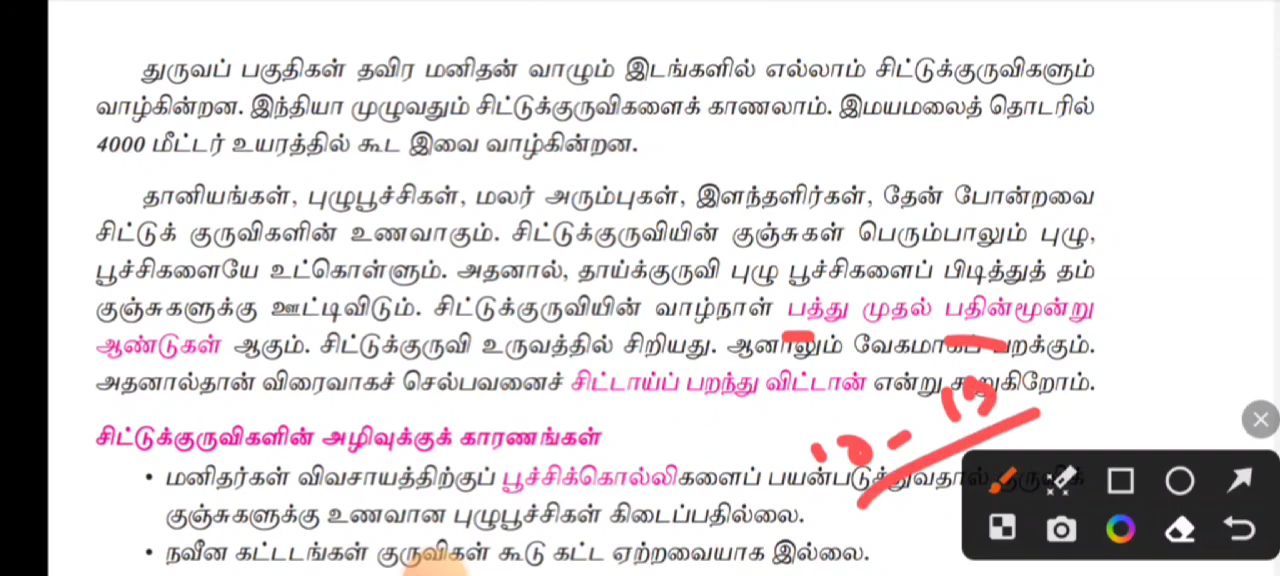 துருவப் பகுதிகள் தவிர மனிதன் வாழும் இடங்களில் எல்லாம் சிட்டுக்குருவிகளும்
வாழ்கின்றன. இந்தியா முழுவதும் சிட்டுக்குருவிகளைக் காணலாம். இமயமலைத் தொடரில்
4000 மீட்டர் உயரத்தில் கூட இவை வாழ்கின்றன.
தானியங்கள், புழுபூச்சிகள், மலர் அரும்புகள், இளந்தளிர்கள், தேன் போன்றவை
சிட்டுக் குருவிகளின் உணவாகும். சிட்டுக்குருவியின் குஞ்சுகள் பெரும்பாலும் புழு,
பூச்சிகளையே உட்கொள்ளும். அதனால், தாய்க்குருவி புழு பூச்சிகளைப் பிடித்துத் தம்
குஞ்சுகளுக்கு ஊட்டிவிடும். சிட்டுக்குருவியின் வாழ்நாள் பத்து முதல் பதின்மூன்று
ஆண்டுகள் ஆகும். சிட்டுக்குருவி உருவத்தில் சிறியது. ஆனாலும் வேகமாகப் பறக்கும்.
அதனால்தான் விரைவாகச் செல்பவனைச் சிட்டாய்ப் பறந்து விட்டான் என்று கூறுகிறோம்.
10 - 13
சிட்டுக்குருவிகளின் அழிவுக்குக் காரணங்கள்
• மனிதர்கள் விவசாயத்திற்குப் பூச்சிக்கொல்லிகளைப் பயன்படுத்துவதால்
குஞ்சுகளுக்கு உணவான புழுபூச்சிகள் கிடைப்பதில்லை.
• நவீன கட்டடங்கள் குருவிகள் கூடு கட்ட ஏற்றவையாக இல்லை.